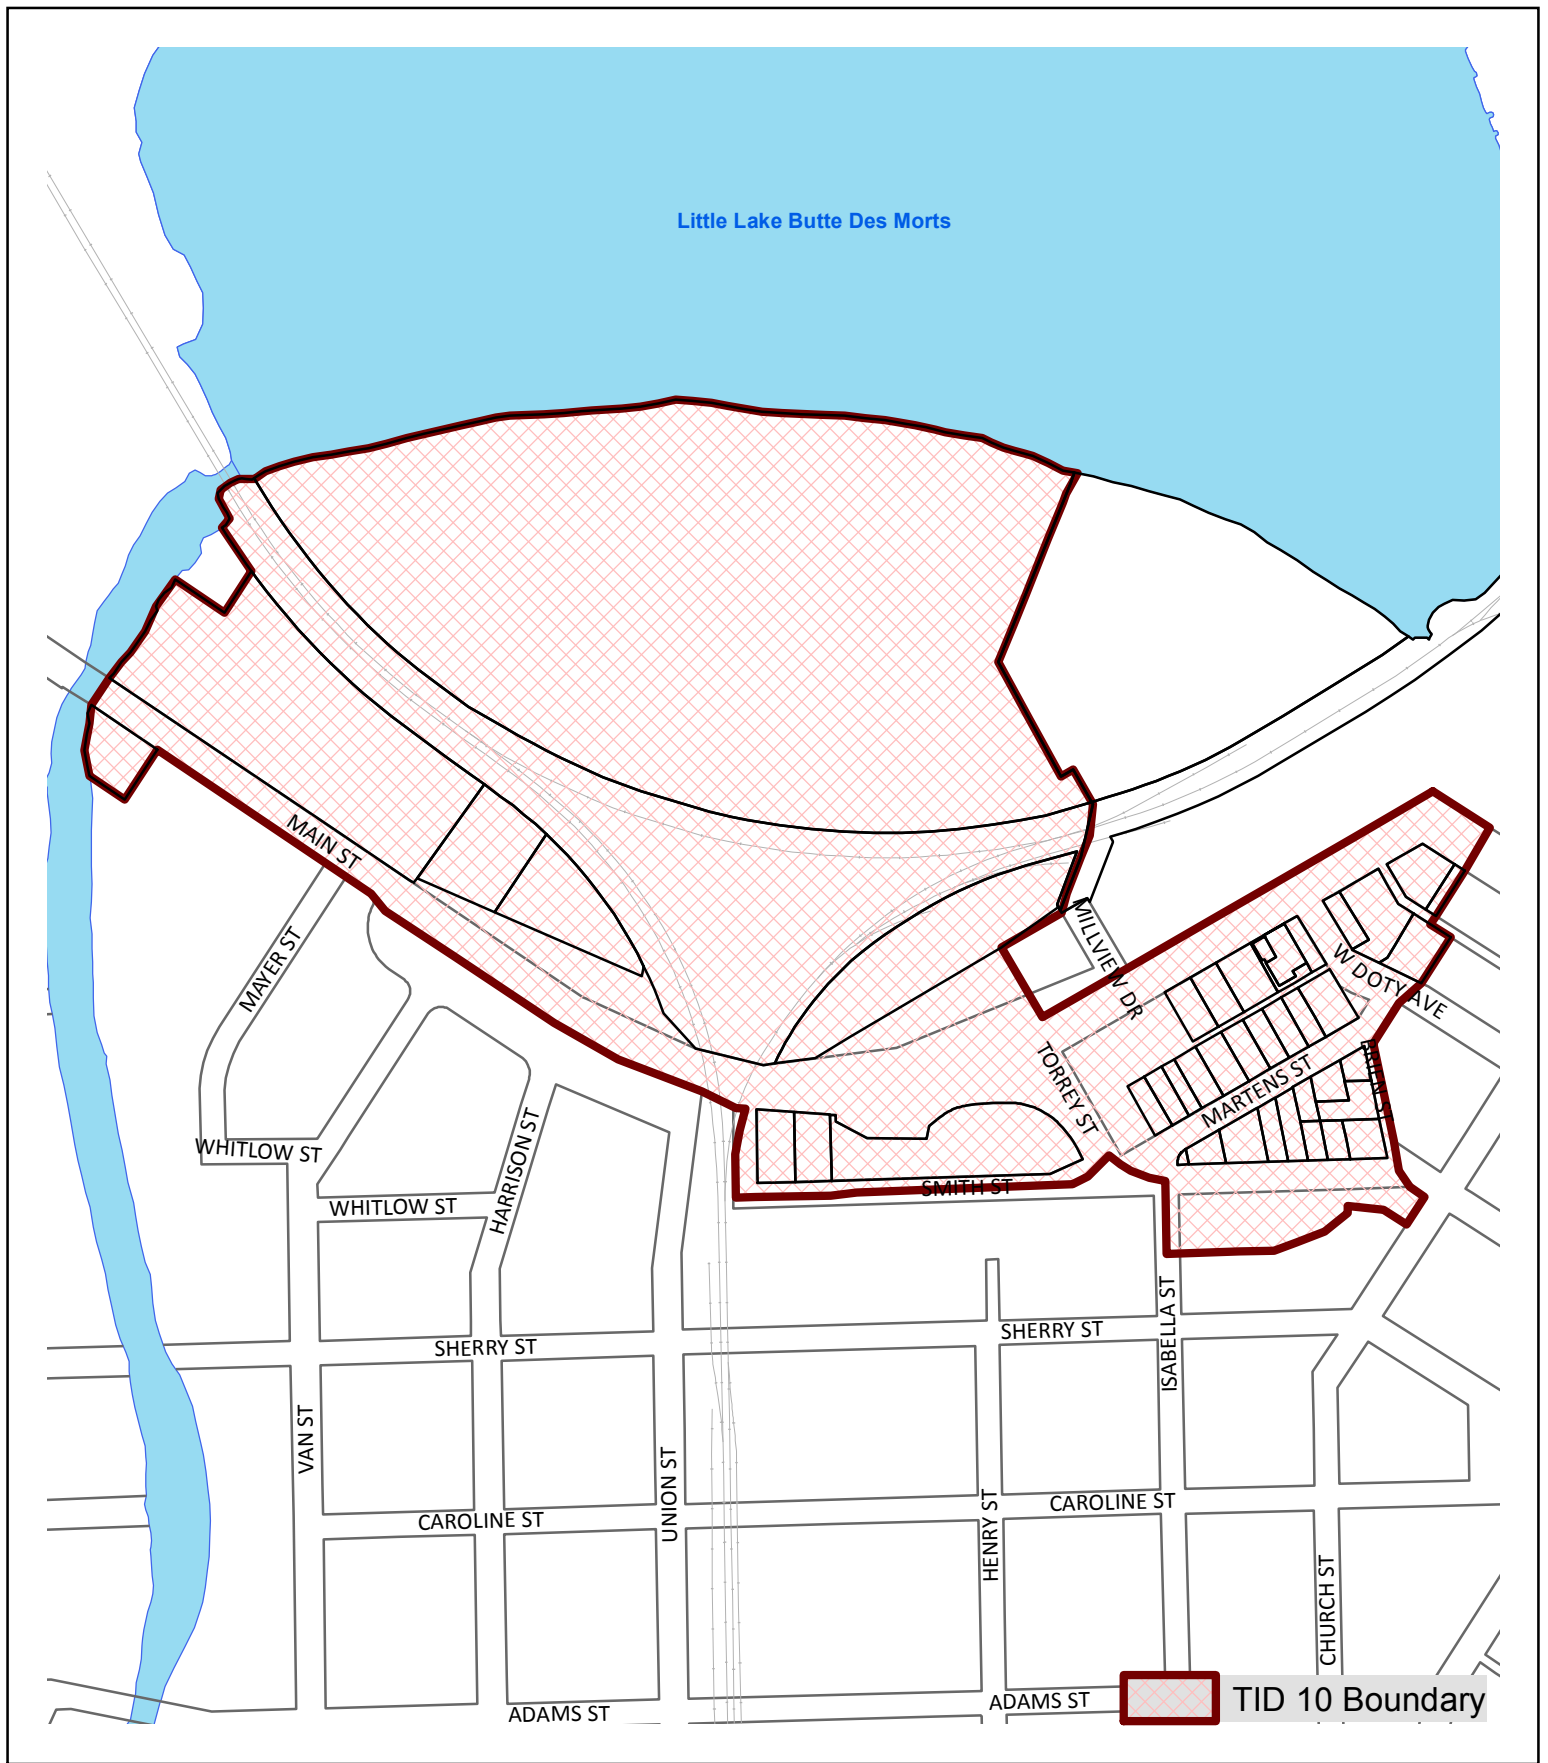 Little Lake Butte Des Morts
MAIN ST
MAYER ST
MILLVIEW DR
W DOTY AVE
TORREY ST
BRIEN ST
MARTENS ST
WHITLOW ST
HARRISON ST
SMITH ST
WHITLOW ST
ISABELLA ST
SHERRY ST
SHERRY ST
VAN ST
UNION ST
HENRY ST
CAROLINE ST
CAROLINE ST
CHURCH ST
ADAMS ST
ADAMS ST
TID 10 Boundary